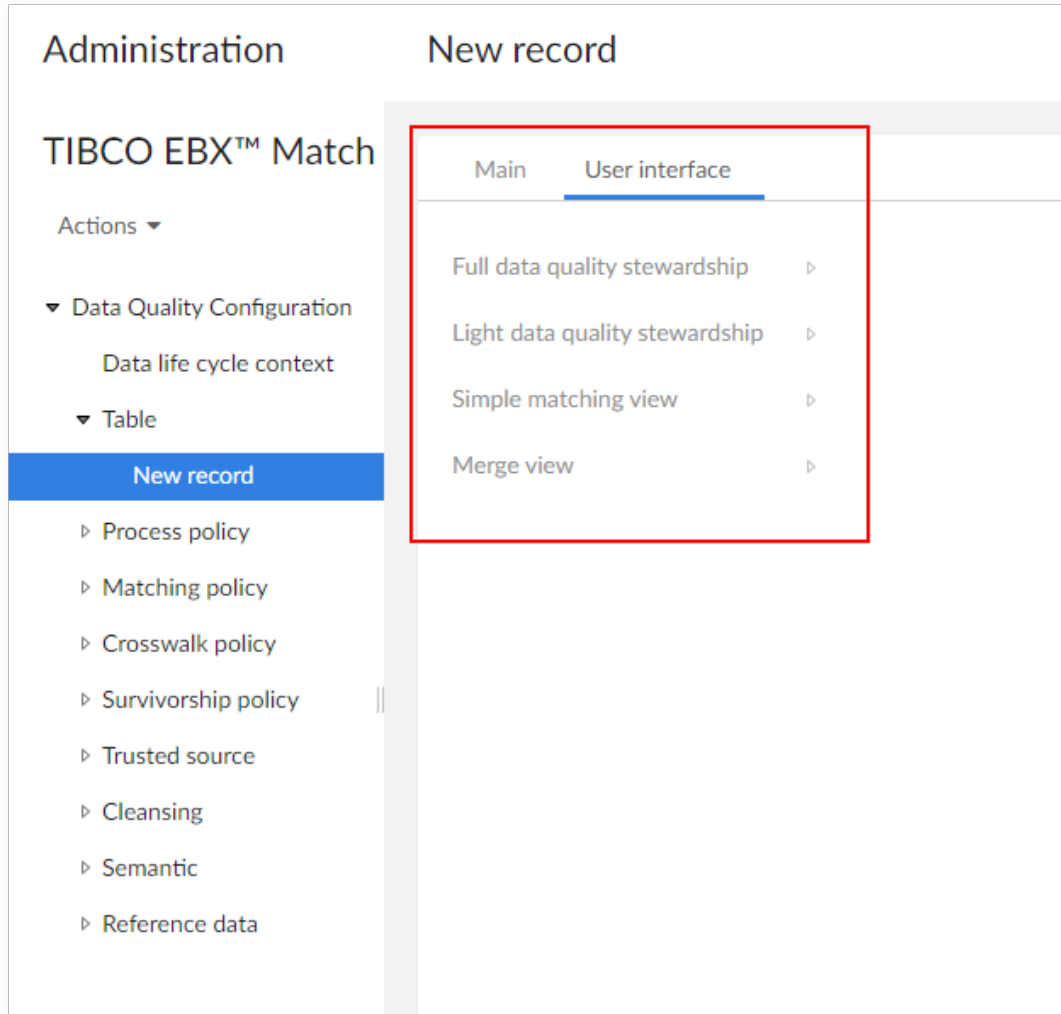 Administration
New record
TIBCO EBX™ Match
Actions
Data Quality Configuration
Data life cycle context
Table
New record
Process policy
Matching policy
Crosswalk policy
Survivorship policy
Trusted source
Cleansing
Semantic
Reference data
Main
User interface
Full data quality stewardship
Light data quality stewardship
Simple matching view
Merge view